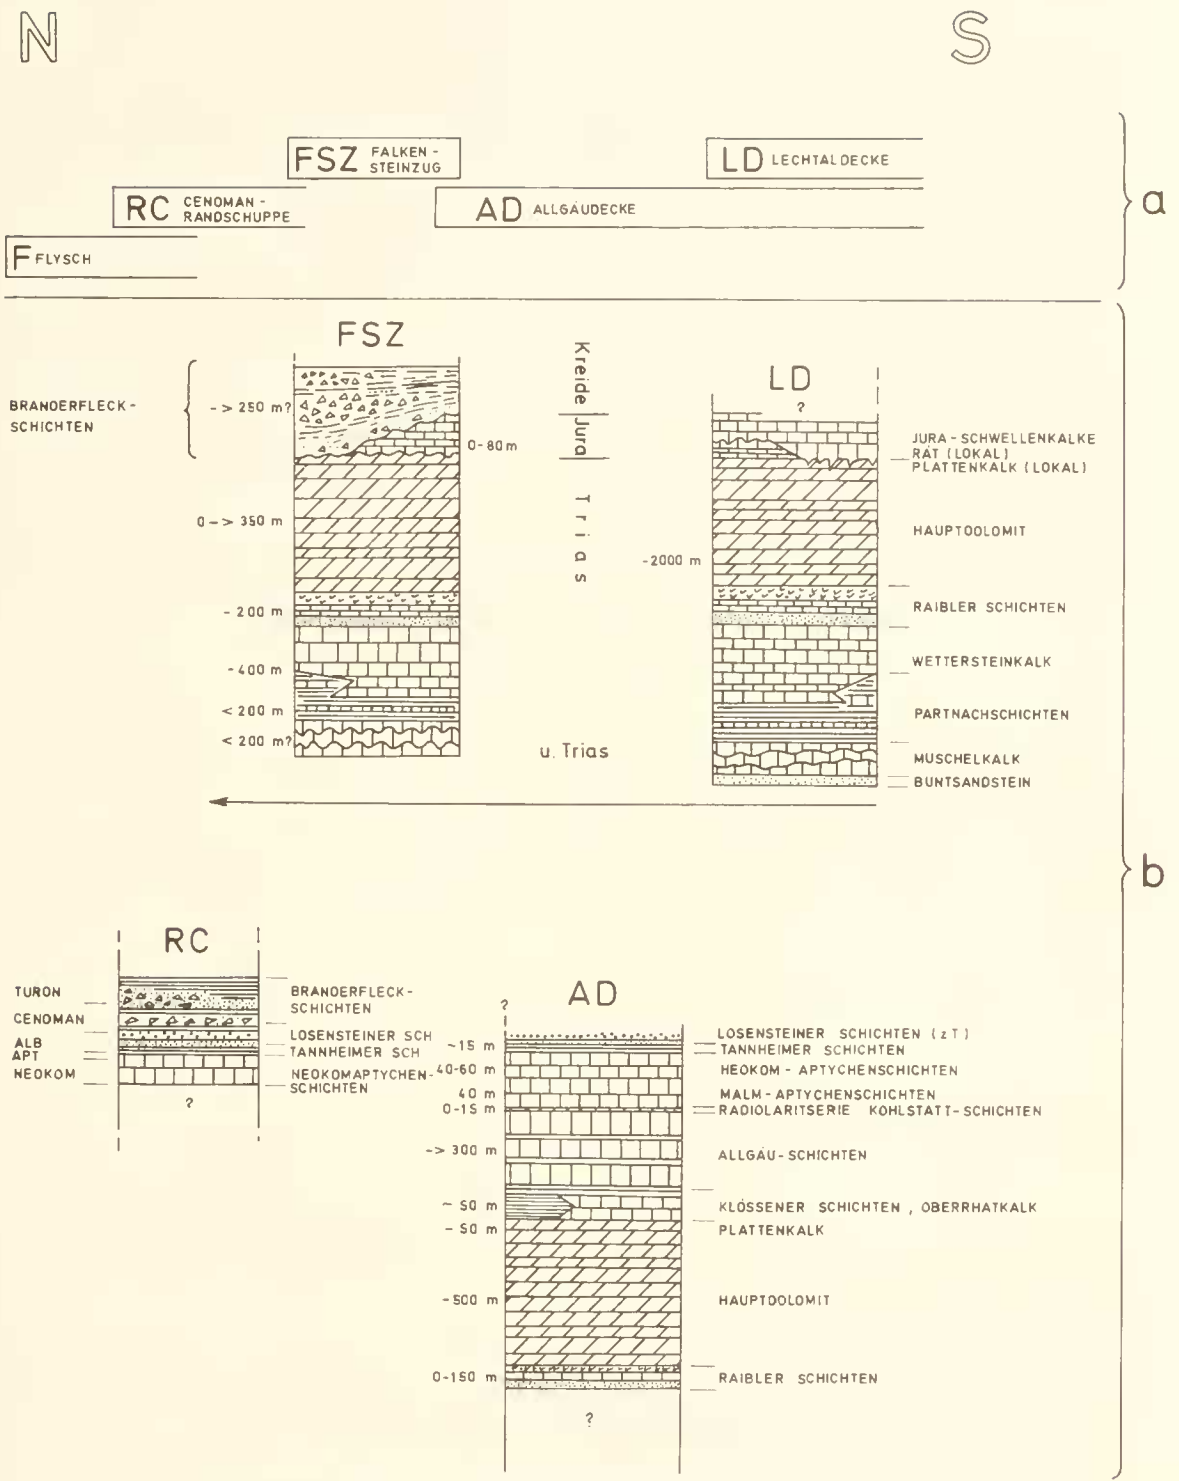 N
S
FSZ FALKEN-
STEINZUG
LD LECHTALDECKE
RC CENOMAN-
RANDSCHUPPE
AD ALLGÄUDECKE
F FLYSCH
a
FSZ
BRANDERFLECK-
SCHICHTEN
-> 250 m?
0-80 m
0-> 350 m
-200 m
-400 m
< 200 m
< 200 m?
Kreide
Jura
Trias
u. Trias
LD
?
-2000 m
JURA-SCHWELLENKALKE
RÄT (LOKAL)
PLATTENKALK (LOKAL)
HAUPTDOLOMIT
RAIBLER SCHICHTEN
WETTERSTEINKALK
PARTNACHSCHICHTEN
MUSCHELKALK
BUNTSANDSTEIN
b
RC
TURON
CENOMAN
ALB
APT
NEOKOM
BRANDERFLECK-
SCHICHTEN
LOSENSTEINER SCH
TANNHEIMER SCH
NEOKOMAPTYCHEN-
SCHICHTEN
?
AD
?
~15 m
40-60 m
40 m
0-15 m
-> 300 m
~ 50 m
- 50 m
-500 m
0-150 m
LOSENSTEINER SCHICHTEN (zT)
TANNHEIMER SCHICHTEN
NEOKOM-APTYCHENSCHICHTEN
MALM-APTYCHENSCHICHTEN
RADIOLARITSERIE KOHLSTATT-SCHICHTEN
ALLGÄU-SCHICHTEN
KLÖSSENER SCHICHTEN, OBERRHATKALK
PLATTENKALK
HAUPTDOLOMIT
RAIBLER SCHICHTEN
?